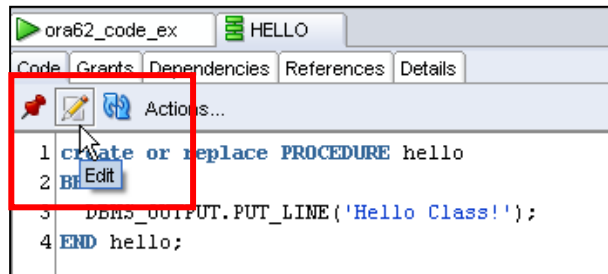 ora62_code_ex HELLO
Code Grants Dependencies References Details
Actions...
1 create or replace PROCEDURE hello
2
Edit
3 DBMS_OUTPUT.PUT_LINE('Hello Class!');
4 END hello;